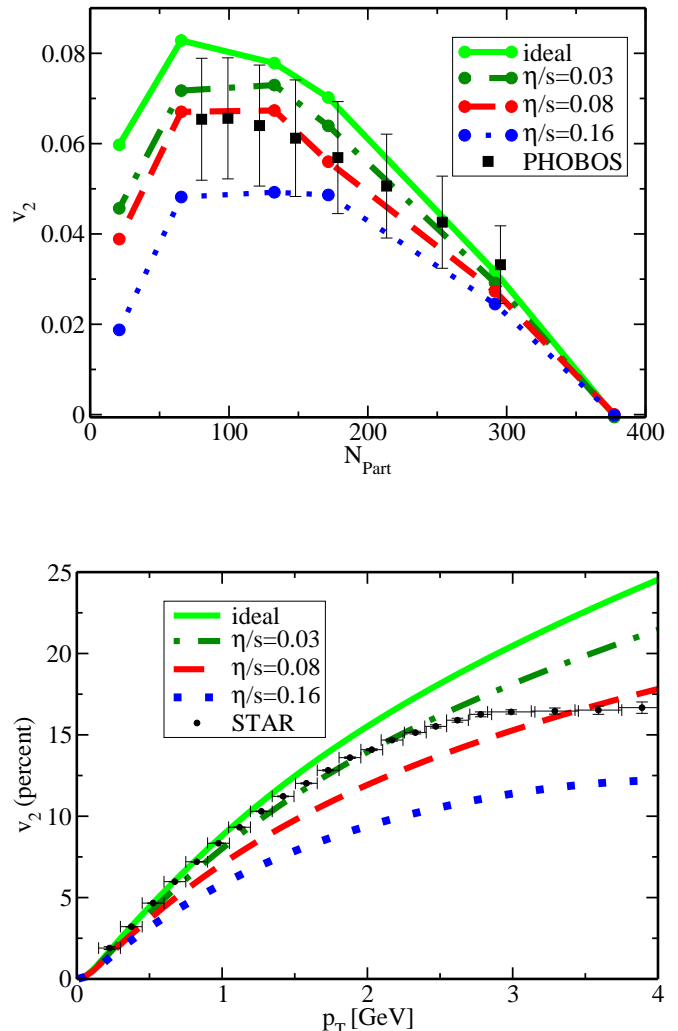 0.08
0.06
0.04
0.02
0
v2
0 100 200 300 400
NPart
ideal
η/s=0.03
η/s=0.08
η/s=0.16
PHOBOS
25
20
15
10
5
0
v2 (percent)
0 1 2 3 4
pT [GeV]
ideal
η/s=0.03
η/s=0.08
η/s=0.16
STAR